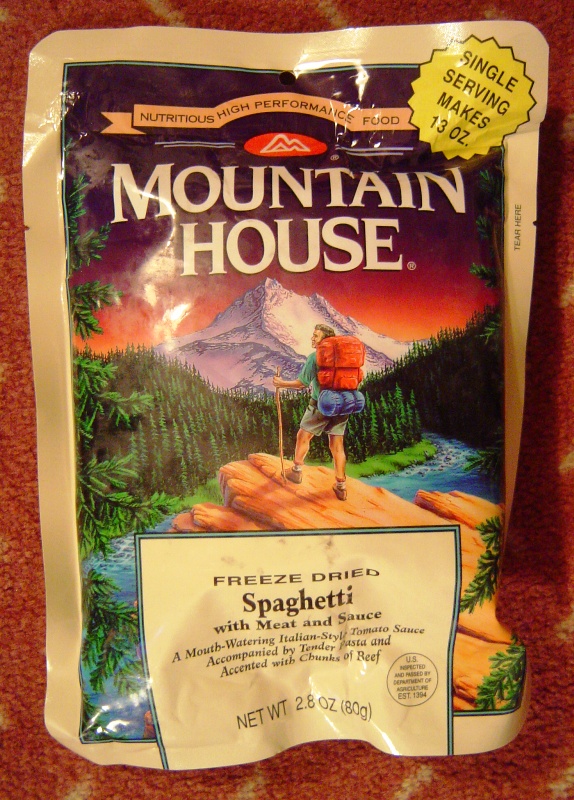 SINGLE
SERVING
MAKES
13 OZ.
NUTRITIOUS HIGH PERFORMANCE FOOD
MOUNTAIN
HOUSE®
TEAR HERE
FREEZE DRIED
Spaghetti
with Meat and Sauce
A Mouth-Watering Italian-Style Tomato Sauce
Accompanied by Tender Pasta and
Accented with Chunks of Beef
U.S.
INSPECTED
AND PASSED BY
DEPARTMENT OF
AGRICULTURE
EST. 1394
NET WT 2.8 OZ (80g)